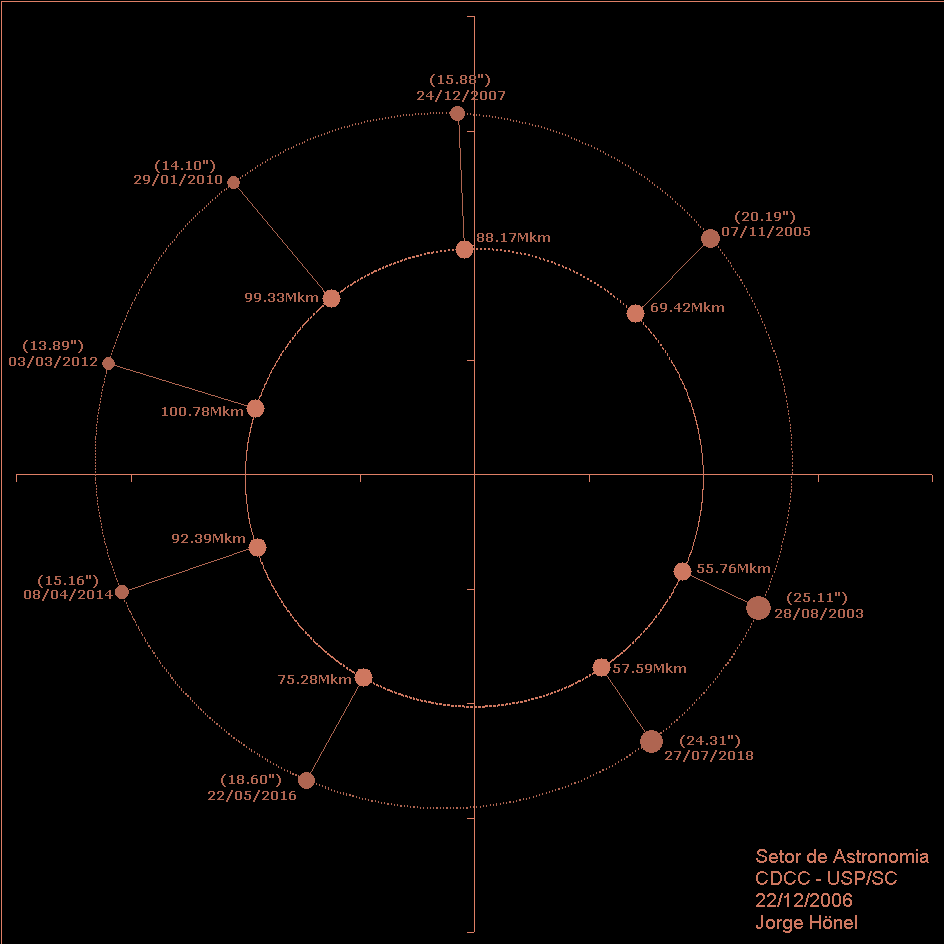 (15.88")
24/12/2007
(14.10")
29/01/2010
(20.19")
07/11/2005
88.17Mkm
99.33Mkm
69.42Mkm
(13.89")
03/03/2012
100.78Mkm
92.39Mkm
55.76Mkm
(15.16")
08/04/2014
(25.11")
28/08/2003
75.28Mkm
57.59Mkm
(24.31")
27/07/2018
(18.60")
22/05/2016
Setor de Astronomia
CDCC - USP/SC
22/12/2006
Jorge Hönel